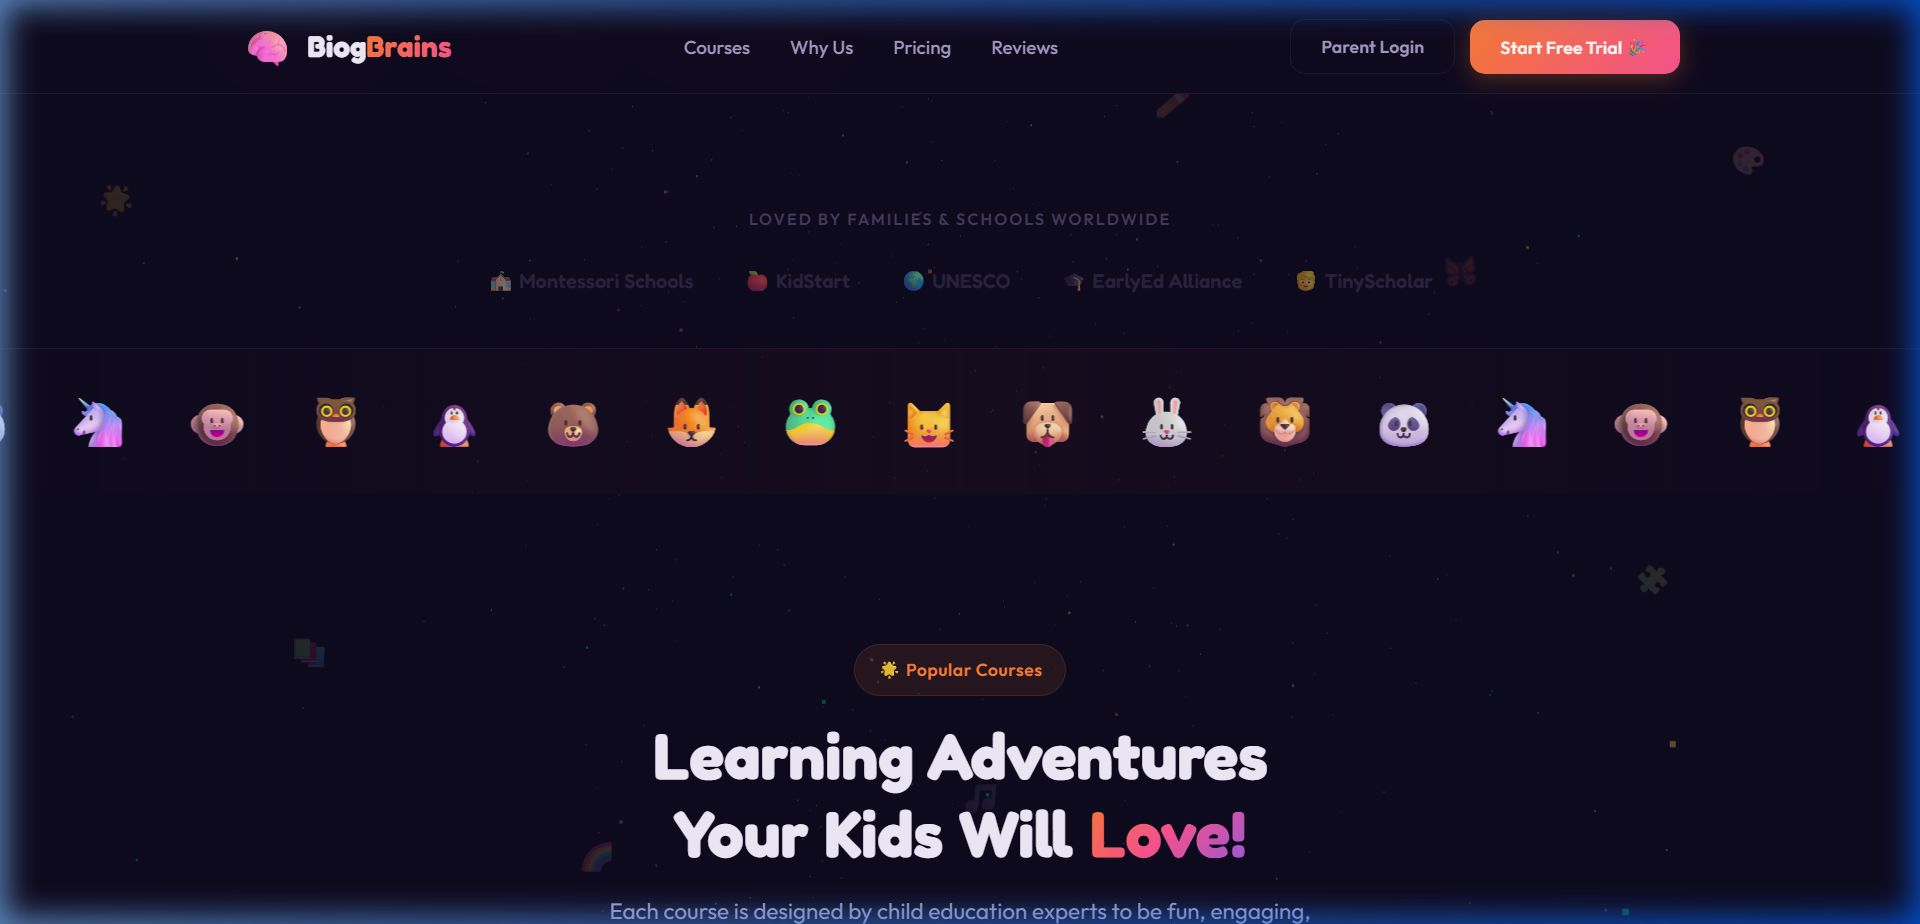 BiogBrains
Courses
Why Us
Pricing
Reviews
Parent Login
Start Free Trial 🎉
LOVED BY FAMILIES & SCHOOLS WORLDWIDE
🏫 Montessori Schools
🍎 KidStart
🌍 UNESCO
🎓 EarlyEd Alliance
🧒 TinyScholar
🌟 Popular Courses
Learning Adventures
Your Kids Will Love!
Each course is designed by child education experts to be fun, engaging,